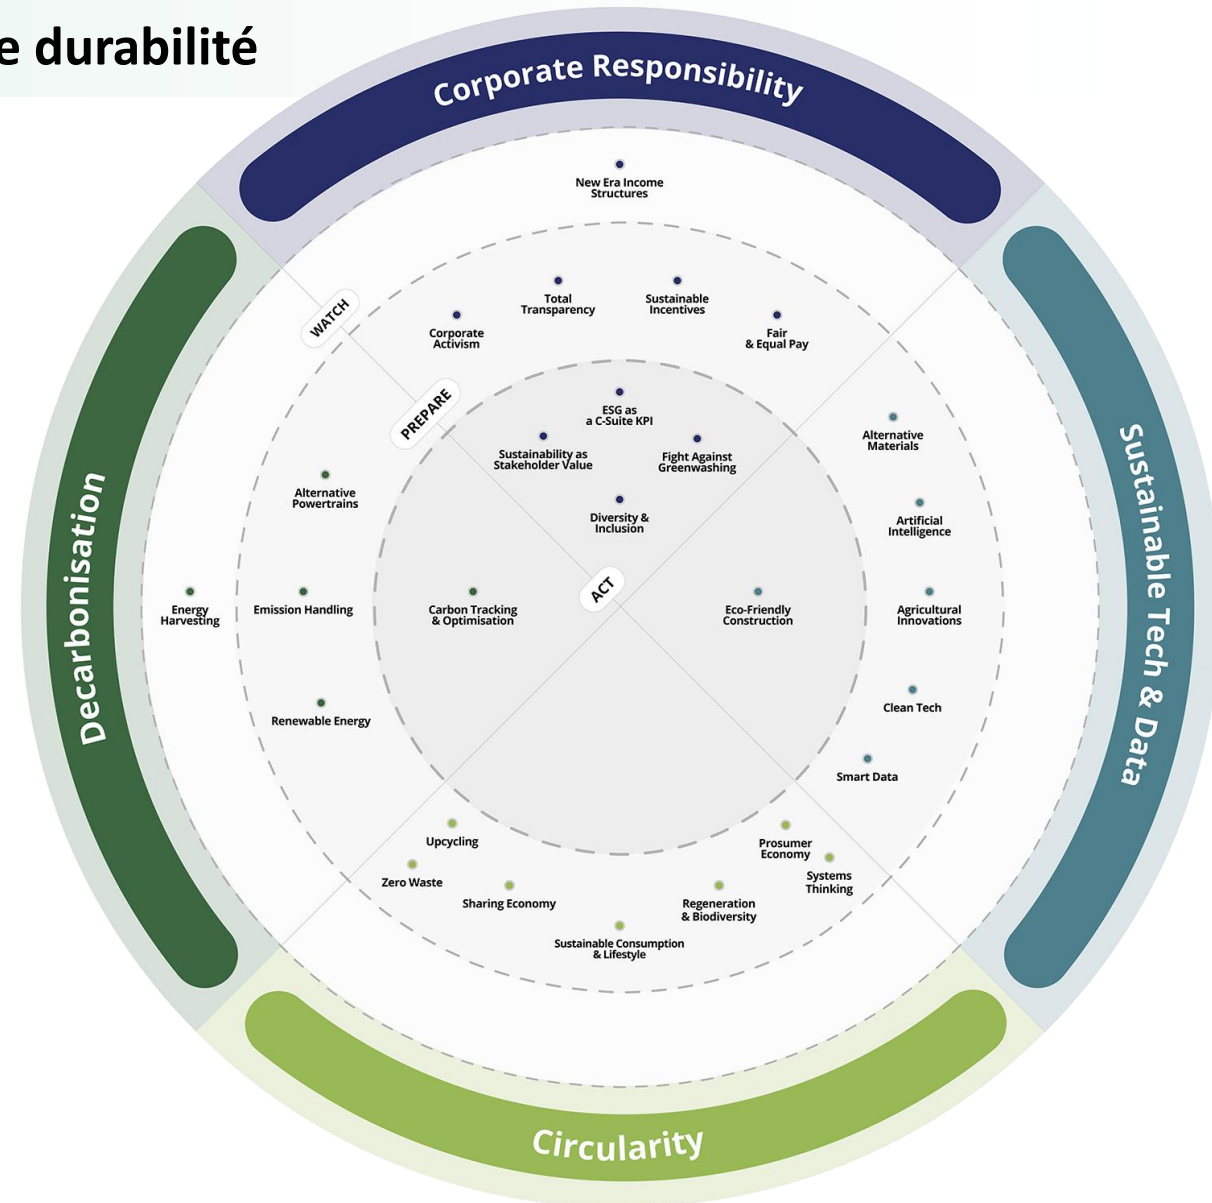 e durabilité
Corporate Responsibility
New Era Income
Structures
WATCH
Total
Transparency
Sustainable
Incentives
Corporate
Activism
Fair
& Equal Pay
PREPARE
ESG as
a C-Suite KPI
Sustainability as
Stakeholder Value
Fight Against
Greenwashing
Diversity &
Inclusion
ACT
Sustainable Tech & Data
Alternative
Materials
Artificial
Intelligence
Eco-Friendly
Construction
Agricultural
Innovations
Clean Tech
Smart Data
Decarbonisation
Alternative
Powertrains
Energy
Harvesting
Emission Handling
Carbon Tracking
& Optimisation
Renewable Energy
Upcycling
Zero Waste
Sharing Economy
Sustainable Consumption
& Lifestyle
Regeneration
& Biodiversity
Prosumer
Economy
Systems
Thinking
Circularity